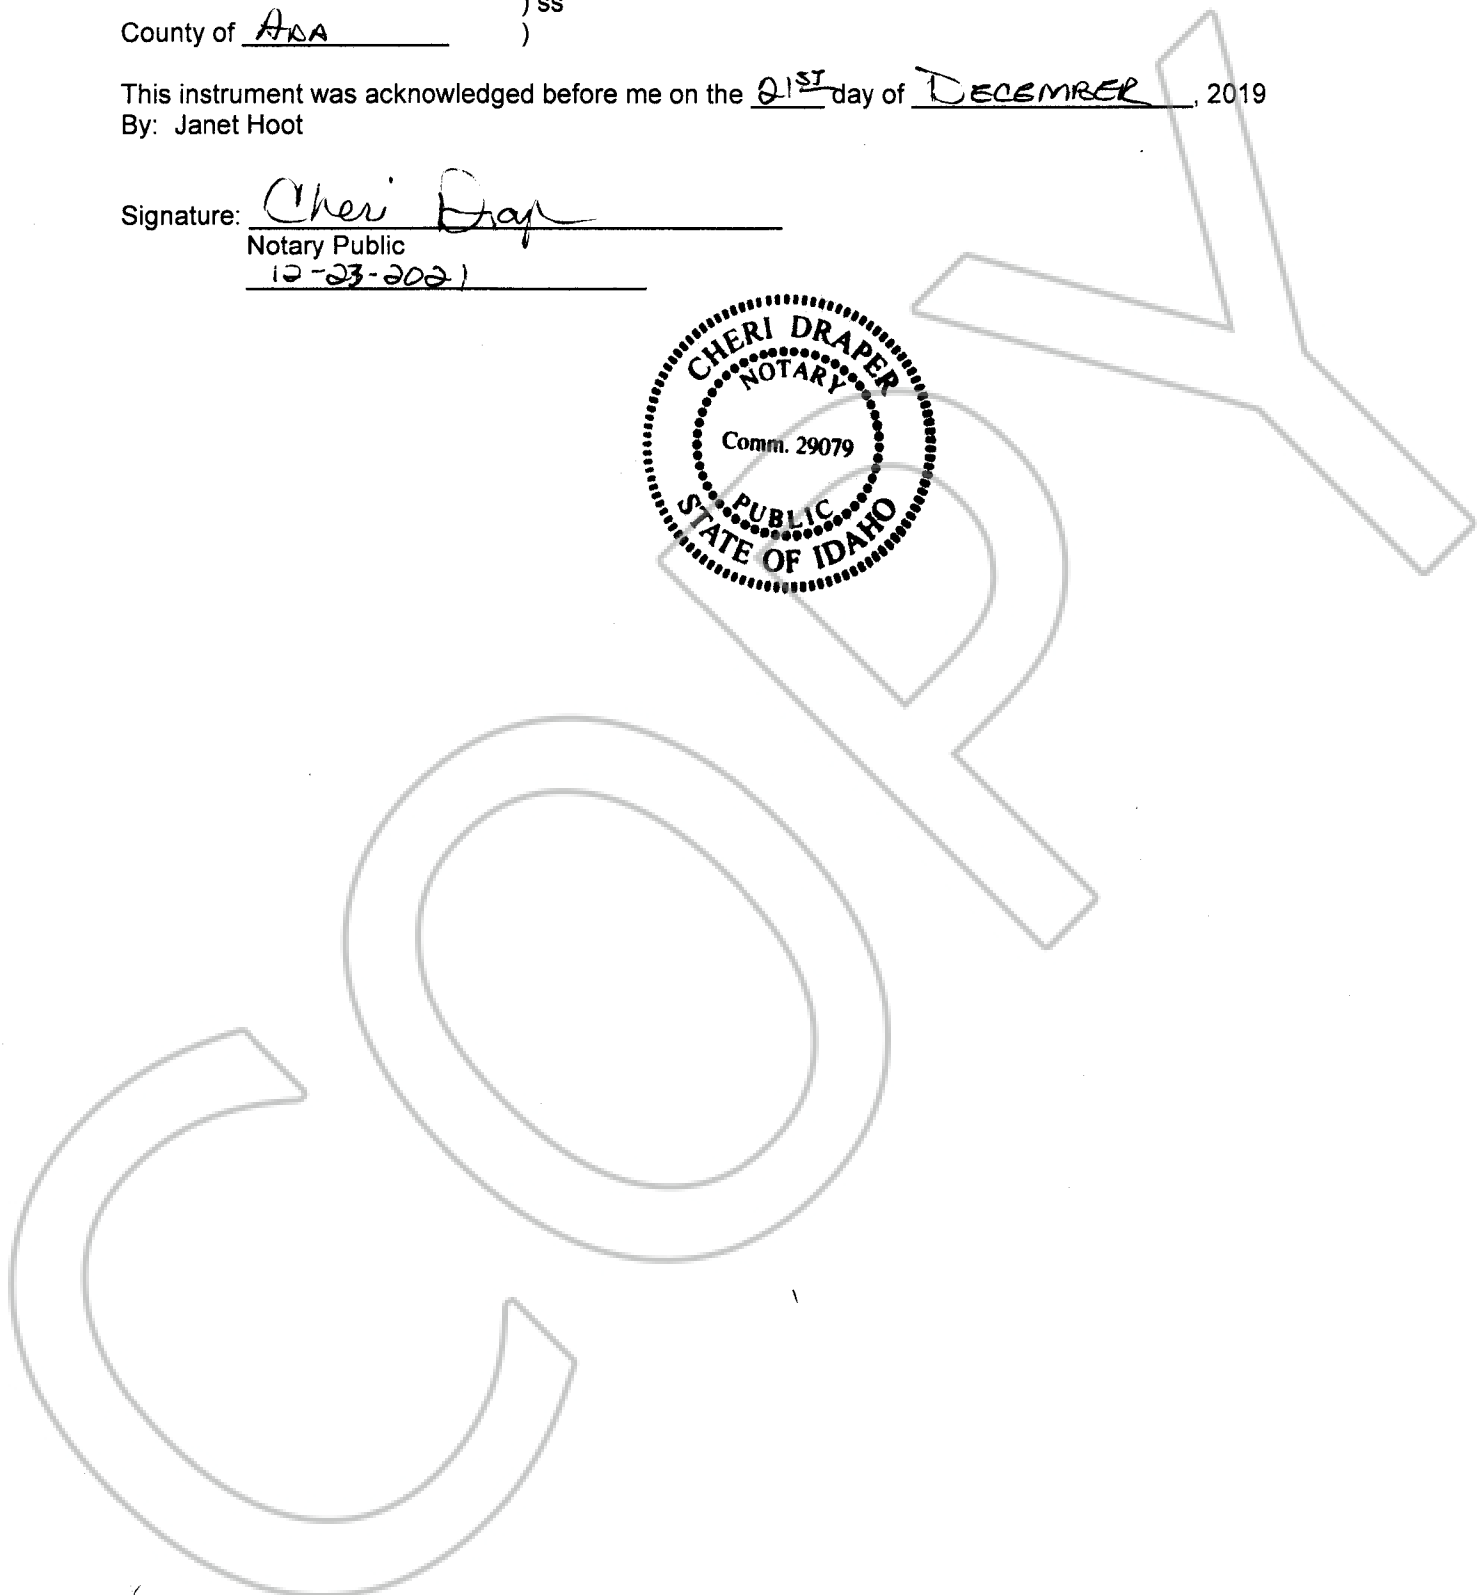 ) ss
County of ADA )
This instrument was acknowledged before me on the 21ST day of DECEMBER, 2019
By: Janet Hoot
Signature: Cheri Drap
Notary Public
12-23-2021
CHERI DRAPER
NOTARY
Comm. 29079
PUBLIC
STATE OF IDAHO
COPY